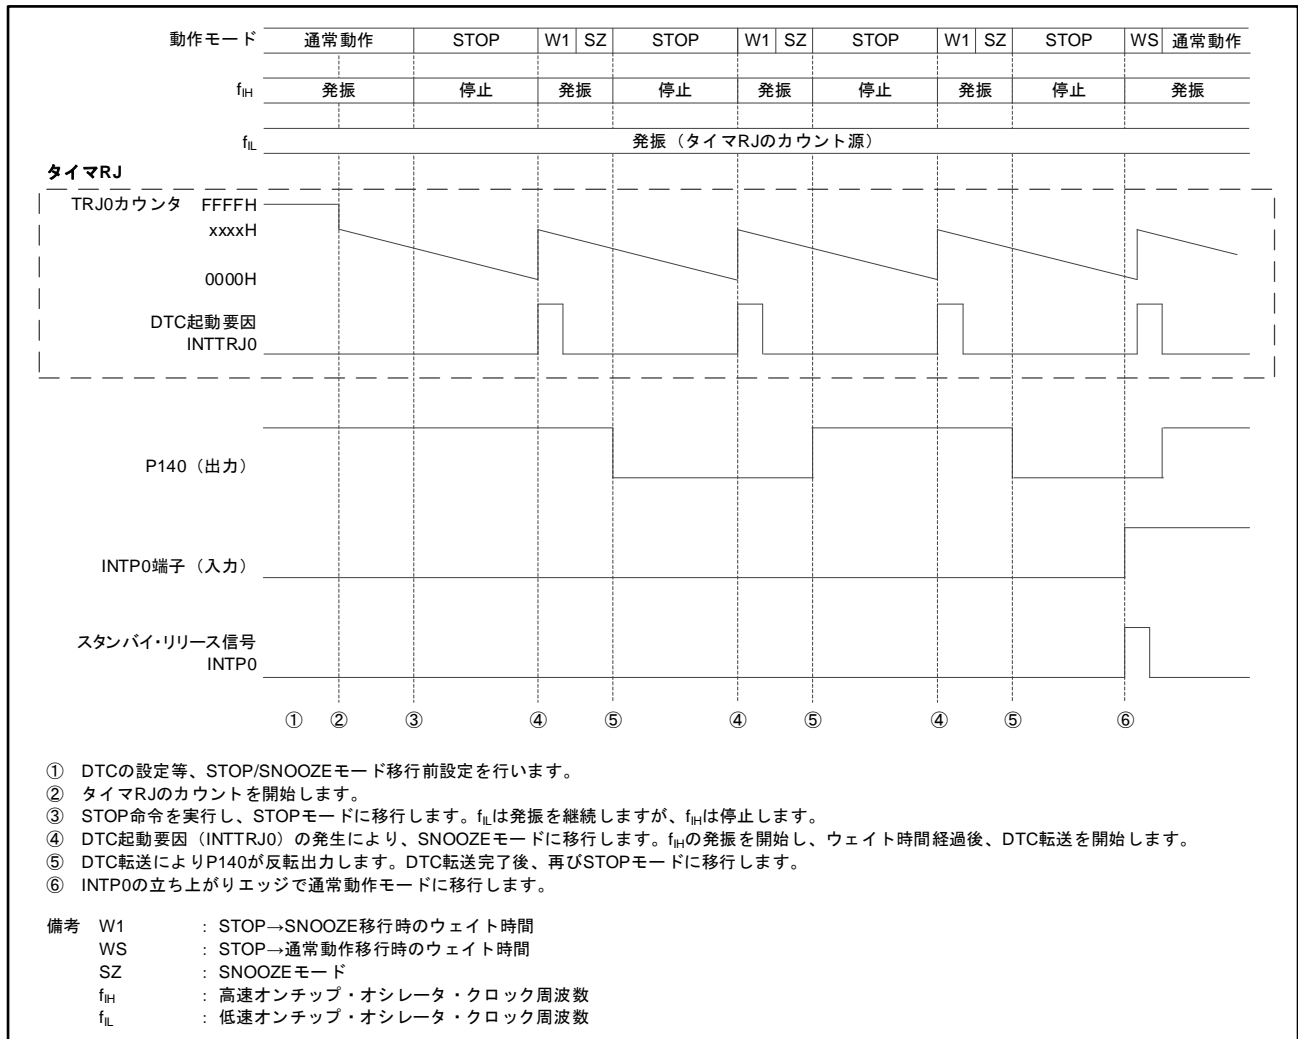 動作モード 通常動作 STOP W1 SZ STOP W1 SZ STOP W1 SZ STOP WS 通常動作
fIH 発振 停止 発振 停止 発振 停止 発振 停止 発振
fIL 発振（タイマRJのカウント源）
タイマRJ
TRJ0カウンタ FFFFH
xxxxH
0000H
DTC起動要因
INTTRJ0
P140（出力）
INTP0端子（入力）
スタンバイ・リリース信号
INTP0
① ② ③ ④ ⑤ ④ ⑤ ④ ⑤ ⑥
① DTCの設定等、STOP/SNOOZEモード移行前設定を行います。
② タイマRJのカウントを開始します。
③ STOP命令を実行し、STOPモードに移行します。fILは発振を継続しますが、fIHは停止します。
④ DTC起動要因（INTTRJ0）の発生により、SNOOZEモードに移行します。fIHの発振を開始し、ウェイト時間経過後、DTC転送を開始します。
⑤ DTC転送によりP140が反転出力します。DTC転送完了後、再びSTOPモードに移行します。
⑥ INTP0の立ち上がりエッジで通常動作モードに移行します。
備考 W1 : STOP→SNOOZE移行時のウェイト時間
WS : STOP→通常動作移行時のウェイト時間
SZ : SNOOZEモード
fIH : 高速オンチップ・オシレータ・クロック周波数
fIL : 低速オンチップ・オシレータ・クロック周波数